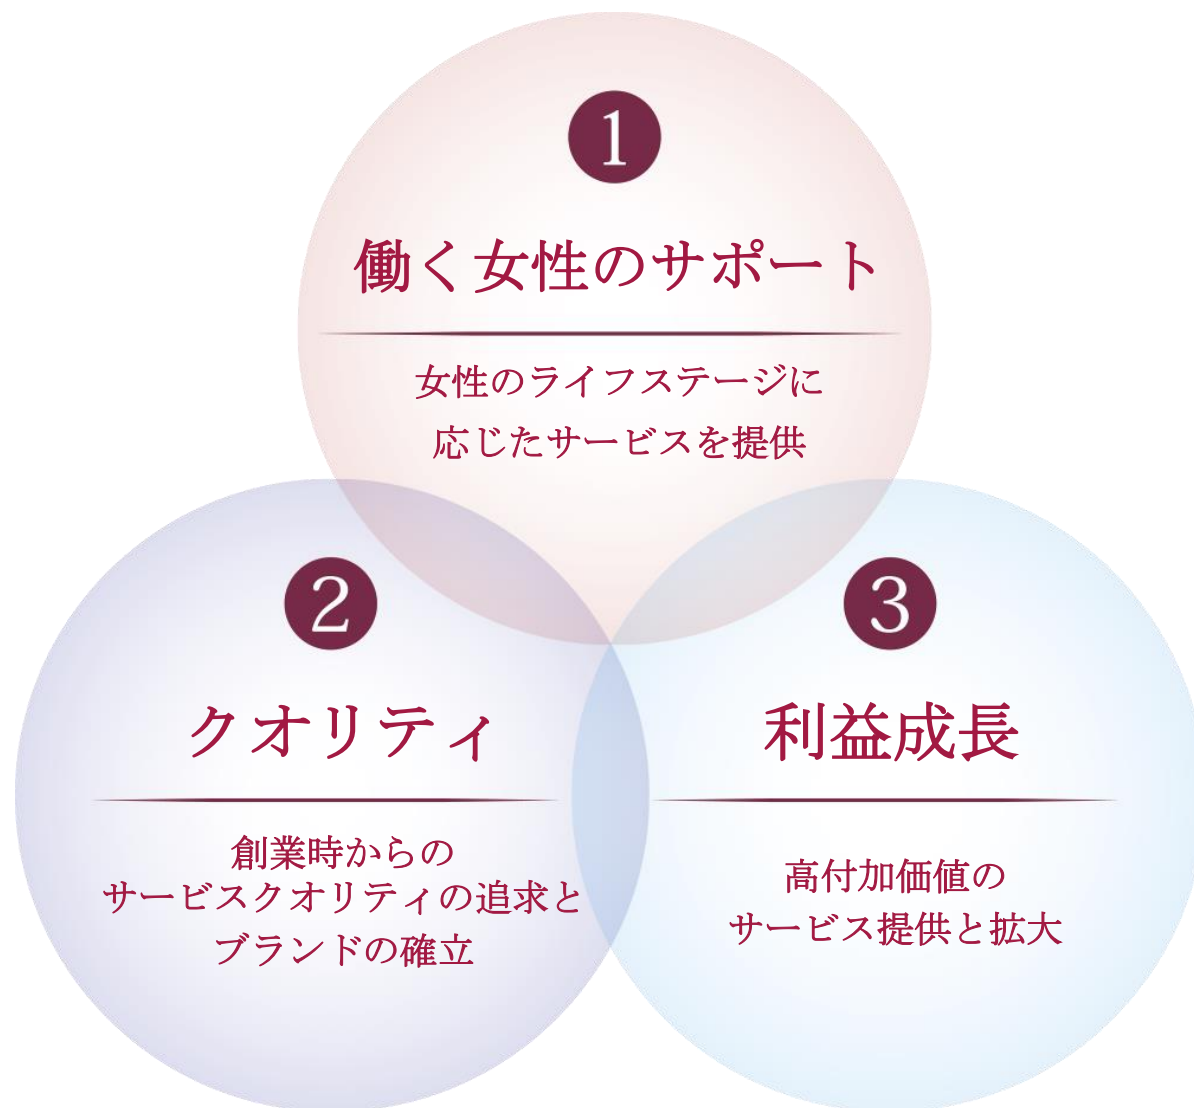 1
働く女性のサポート
女性のライフステージに
応じたサービスを提供
2
クオリティ
創業時からの
サービスクオリティの追求と
ブランドの確立
3
利益成長
高付加価値の
サービス提供と拡大